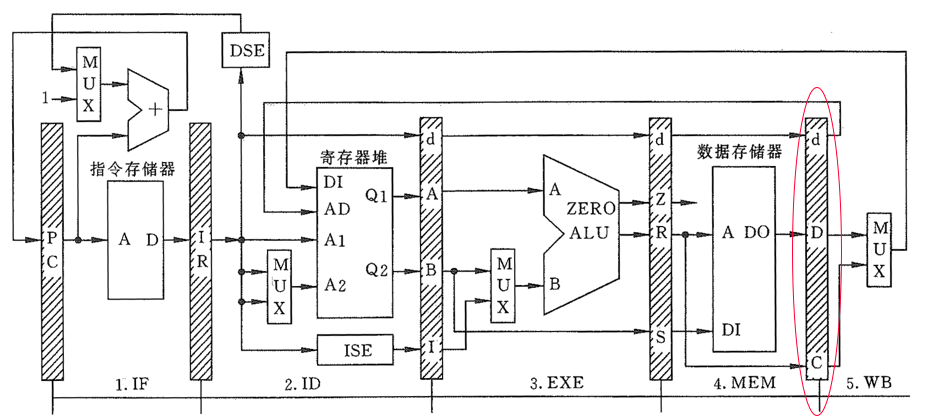 DSE
M
U
X
1
+
指令存储器
A D
P
C
I
R
寄存器堆
DI
AD
A1
A2
Q1
Q2
M
U
X
ISE
d
A
B
I
M
U
X
A
B
ZERO
ALU
d
Z
R
S
数据存储器
A DO
DI
d
D
C
M
U
X
1. IF
2. ID
3. EXE
4. MEM
5. WB